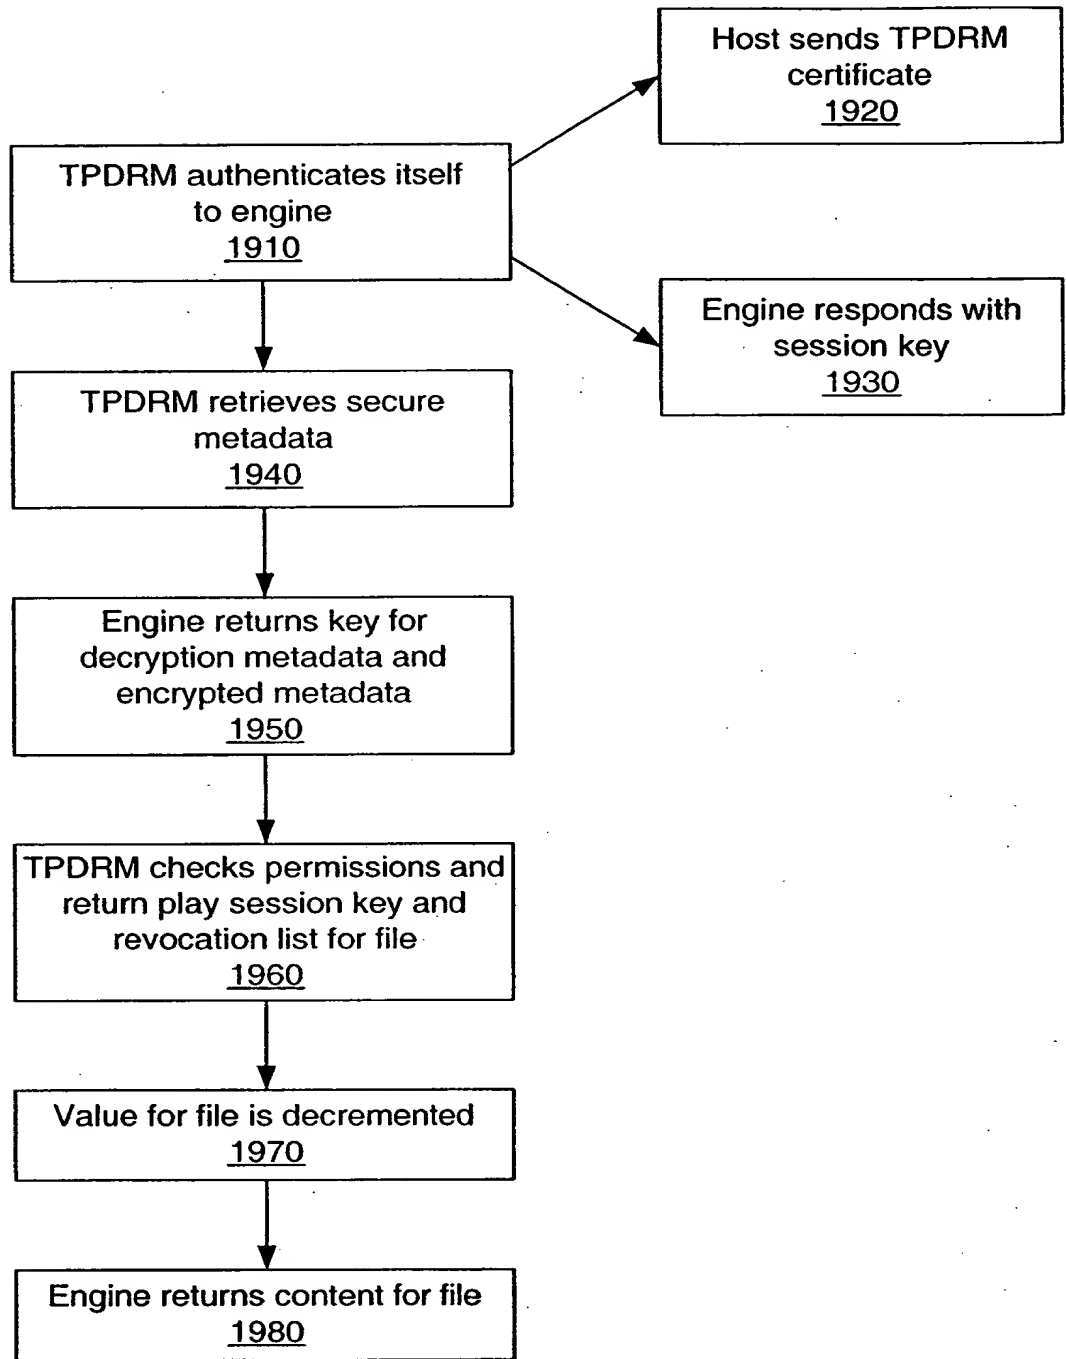 Host sends TPDRM
certificate
1920
TPDRM authenticates itself
to engine
1910
Engine responds with
session key
1930
TPDRM retrieves secure
metadata
1940
Engine returns key for
decryption metadata and
encrypted metadata
1950
TPDRM checks permissions and
return play session key and
revocation list for file
1960
Value for file is decremented
1970
Engine returns content for file
1980